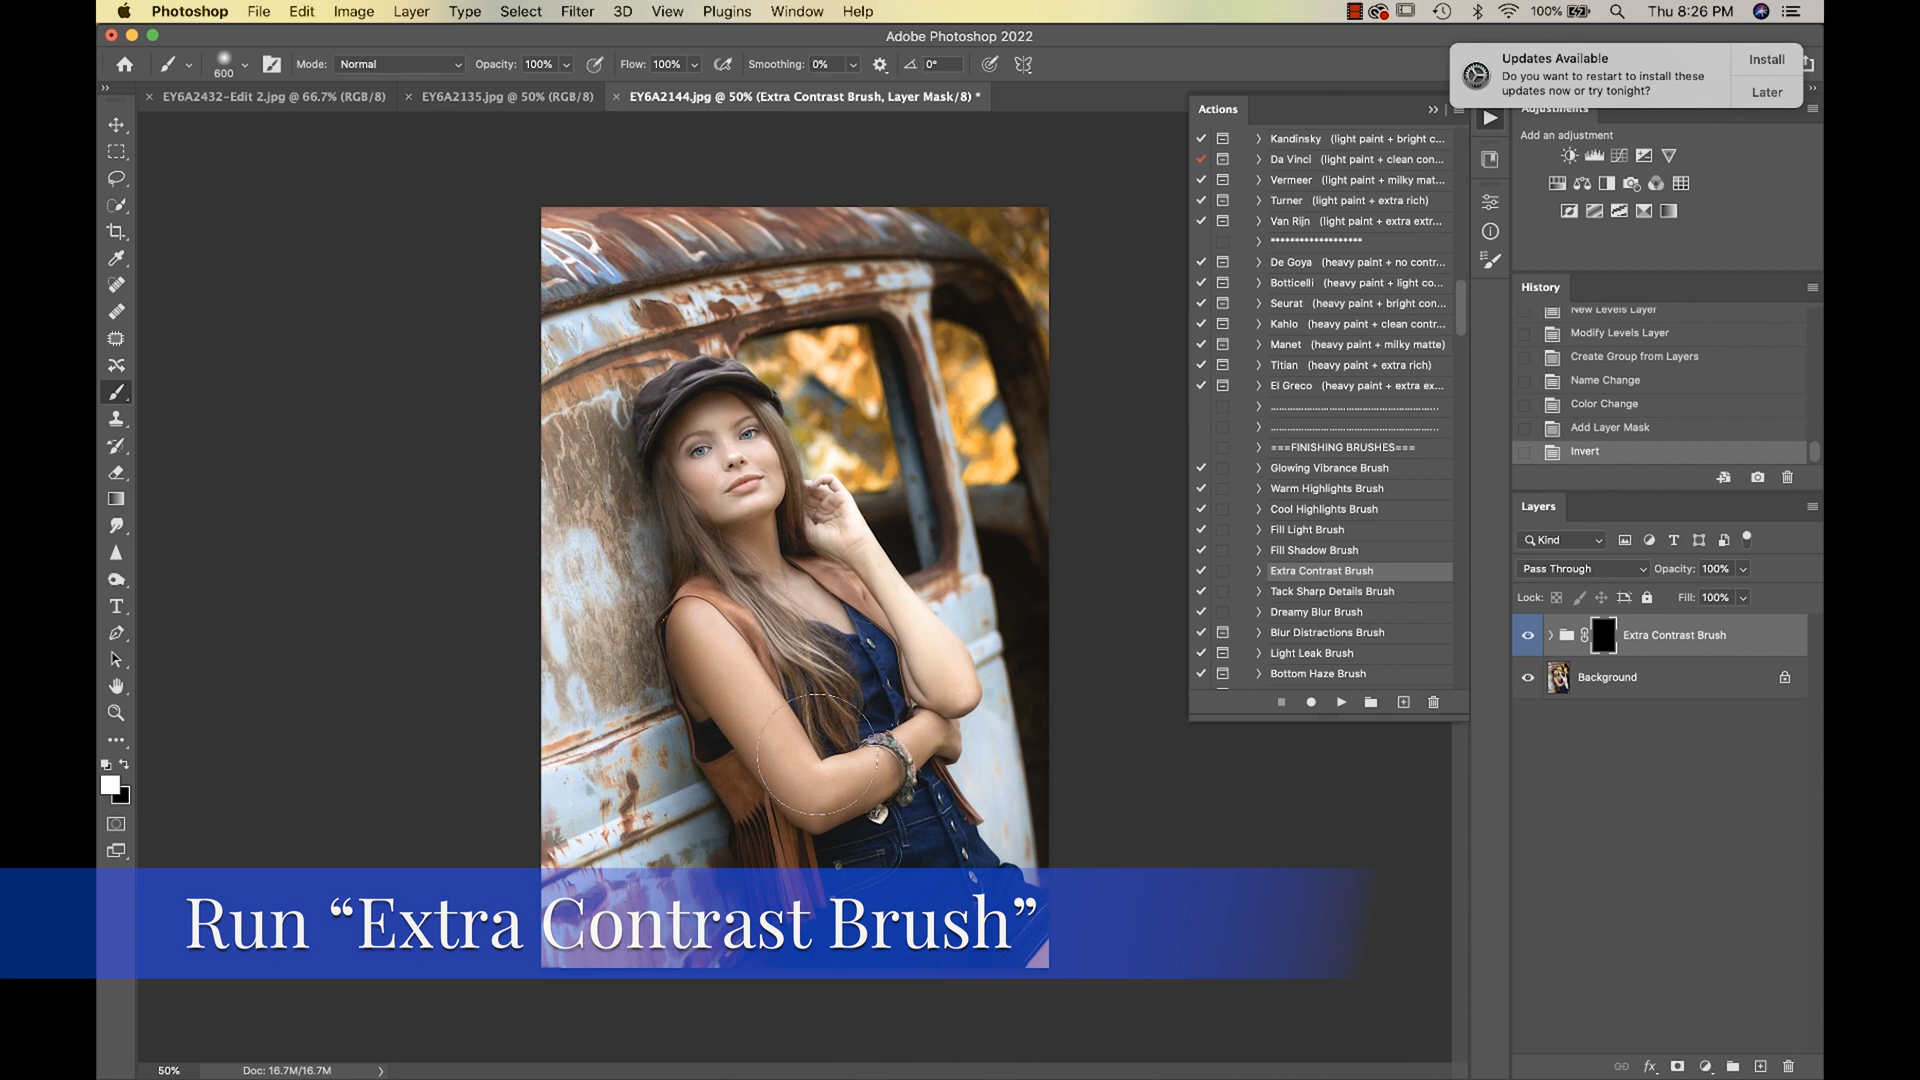 Photoshop File Edit Image Layer Type Select Filter 3D View Plugins Window Help
100% Thu 8:26 PM
Adobe Photoshop 2022
600 Mode: Normal Opacity: 100% Flow: 100% Smoothing: 0% 0°
Updates Available
Do you want to restart to install these
updates now or try tonight?
Install
Later
EY6A2432-Edit 2.jpg @ 66.7% (RGB/8)
EY6A2135.jpg @ 50% (RGB/8)
EY6A2144.jpg @ 50% (Extra Contrast Brush, Layer Mask/8) *
Actions
Kandinsky (light paint + bright c...
Da Vinci (light paint + clean con...
Vermeer (light paint + milky mat...
Turner (light paint + extra rich)
Van Rijn (light paint + extra extr...
*******************
De Goya (heavy paint + no contr...
Botticelli (heavy paint + light co...
Seurat (heavy paint + bright con...
Kahlo (heavy paint + clean contr...
Manet (heavy paint + milky matte)
Titian (heavy paint + extra rich)
El Greco (heavy paint + extra ex...
===FINISHING BRUSHES===
Glowing Vibrance Brush
Warm Highlights Brush
Cool Highlights Brush
Fill Light Brush
Fill Shadow Brush
Extra Contrast Brush
Tack Sharp Details Brush
Dreamy Blur Brush
Blur Distractions Brush
Light Leak Brush
Bottom Haze Brush
Adjustments
Add an adjustment
History
New Levels Layer
Modify Levels Layer
Create Group from Layers
Name Change
Color Change
Add Layer Mask
Invert
Layers
Kind
Pass Through Opacity: 100%
Lock: Fill: 100%
Extra Contrast Brush
Background
Run “Extra Contrast Brush”
50% Doc: 16.7M/16.7M